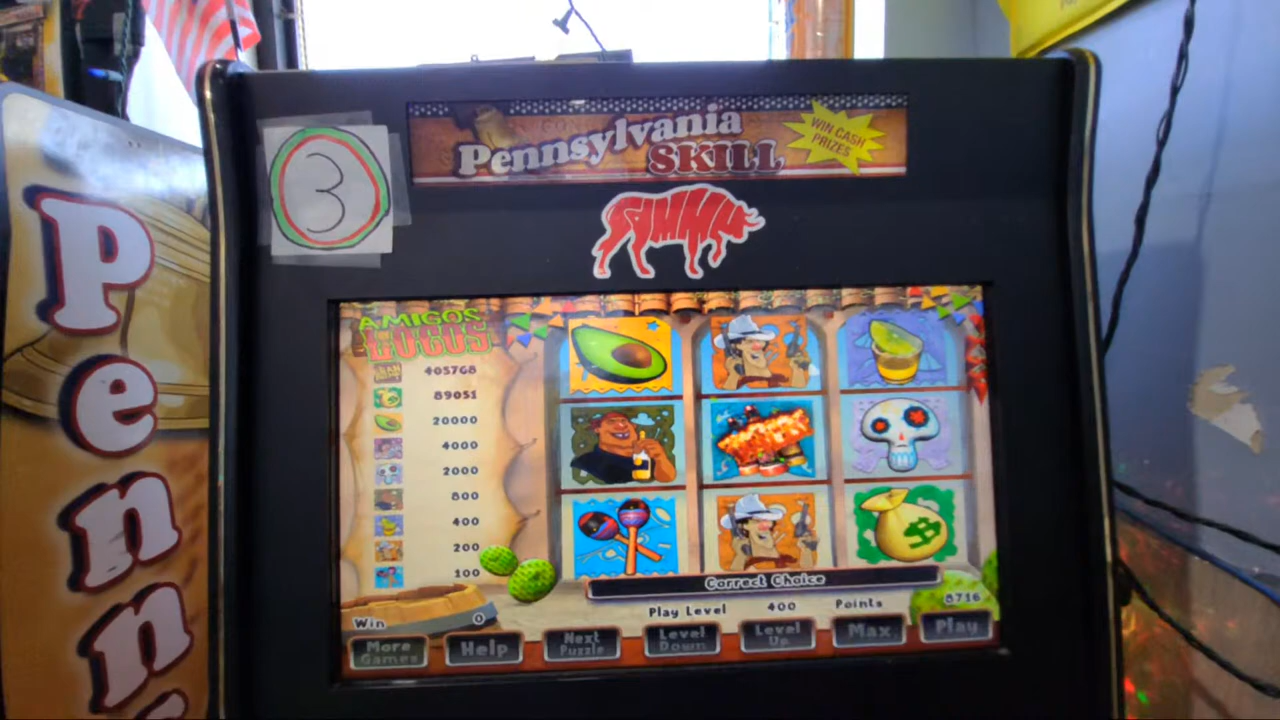 Pennsylvania
SKILL
WIN CASH
PRIZES
3
Penn
AMIGOS
LOCOS
405768
89051
20000
4000
2000
800
400
200
100
Correct Choice
Win 0
Play Level 400 Points 8716
More
Games
Help
Next
Puzzle
Level
Down
Level
Up
Max
Play